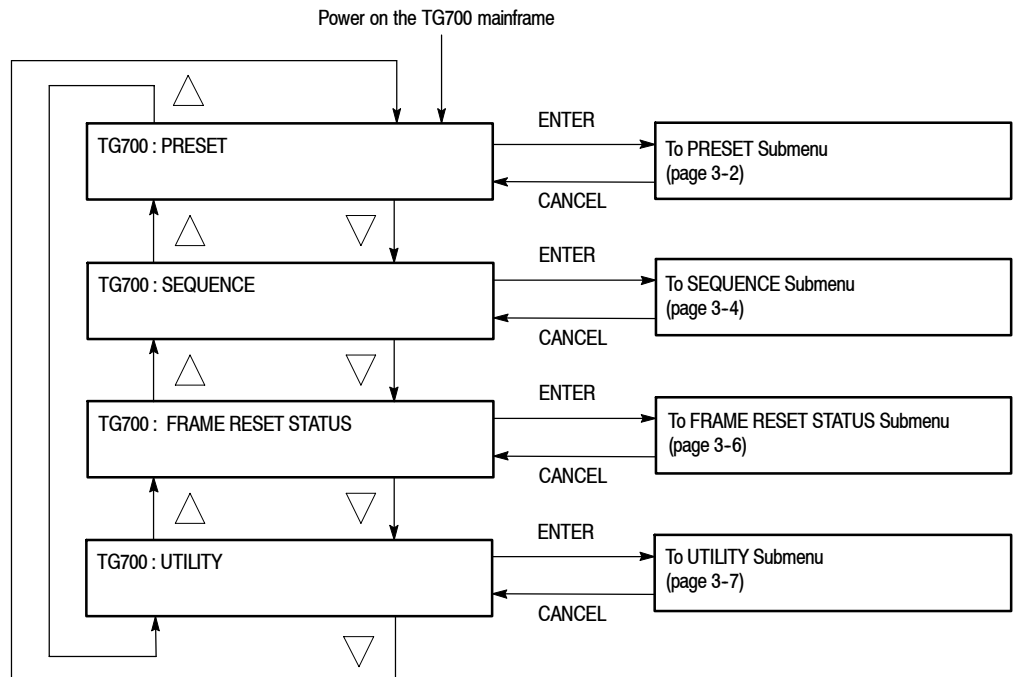 Power on the TG700 mainframe
TG700 : PRESET
ENTER
CANCEL
To PRESET Submenu
(page 3-2)
TG700 : SEQUENCE
ENTER
CANCEL
To SEQUENCE Submenu
(page 3-4)
TG700 : FRAME RESET STATUS
ENTER
CANCEL
To FRAME RESET STATUS Submenu
(page 3-6)
TG700 : UTILITY
ENTER
CANCEL
To UTILITY Submenu
(page 3-7)